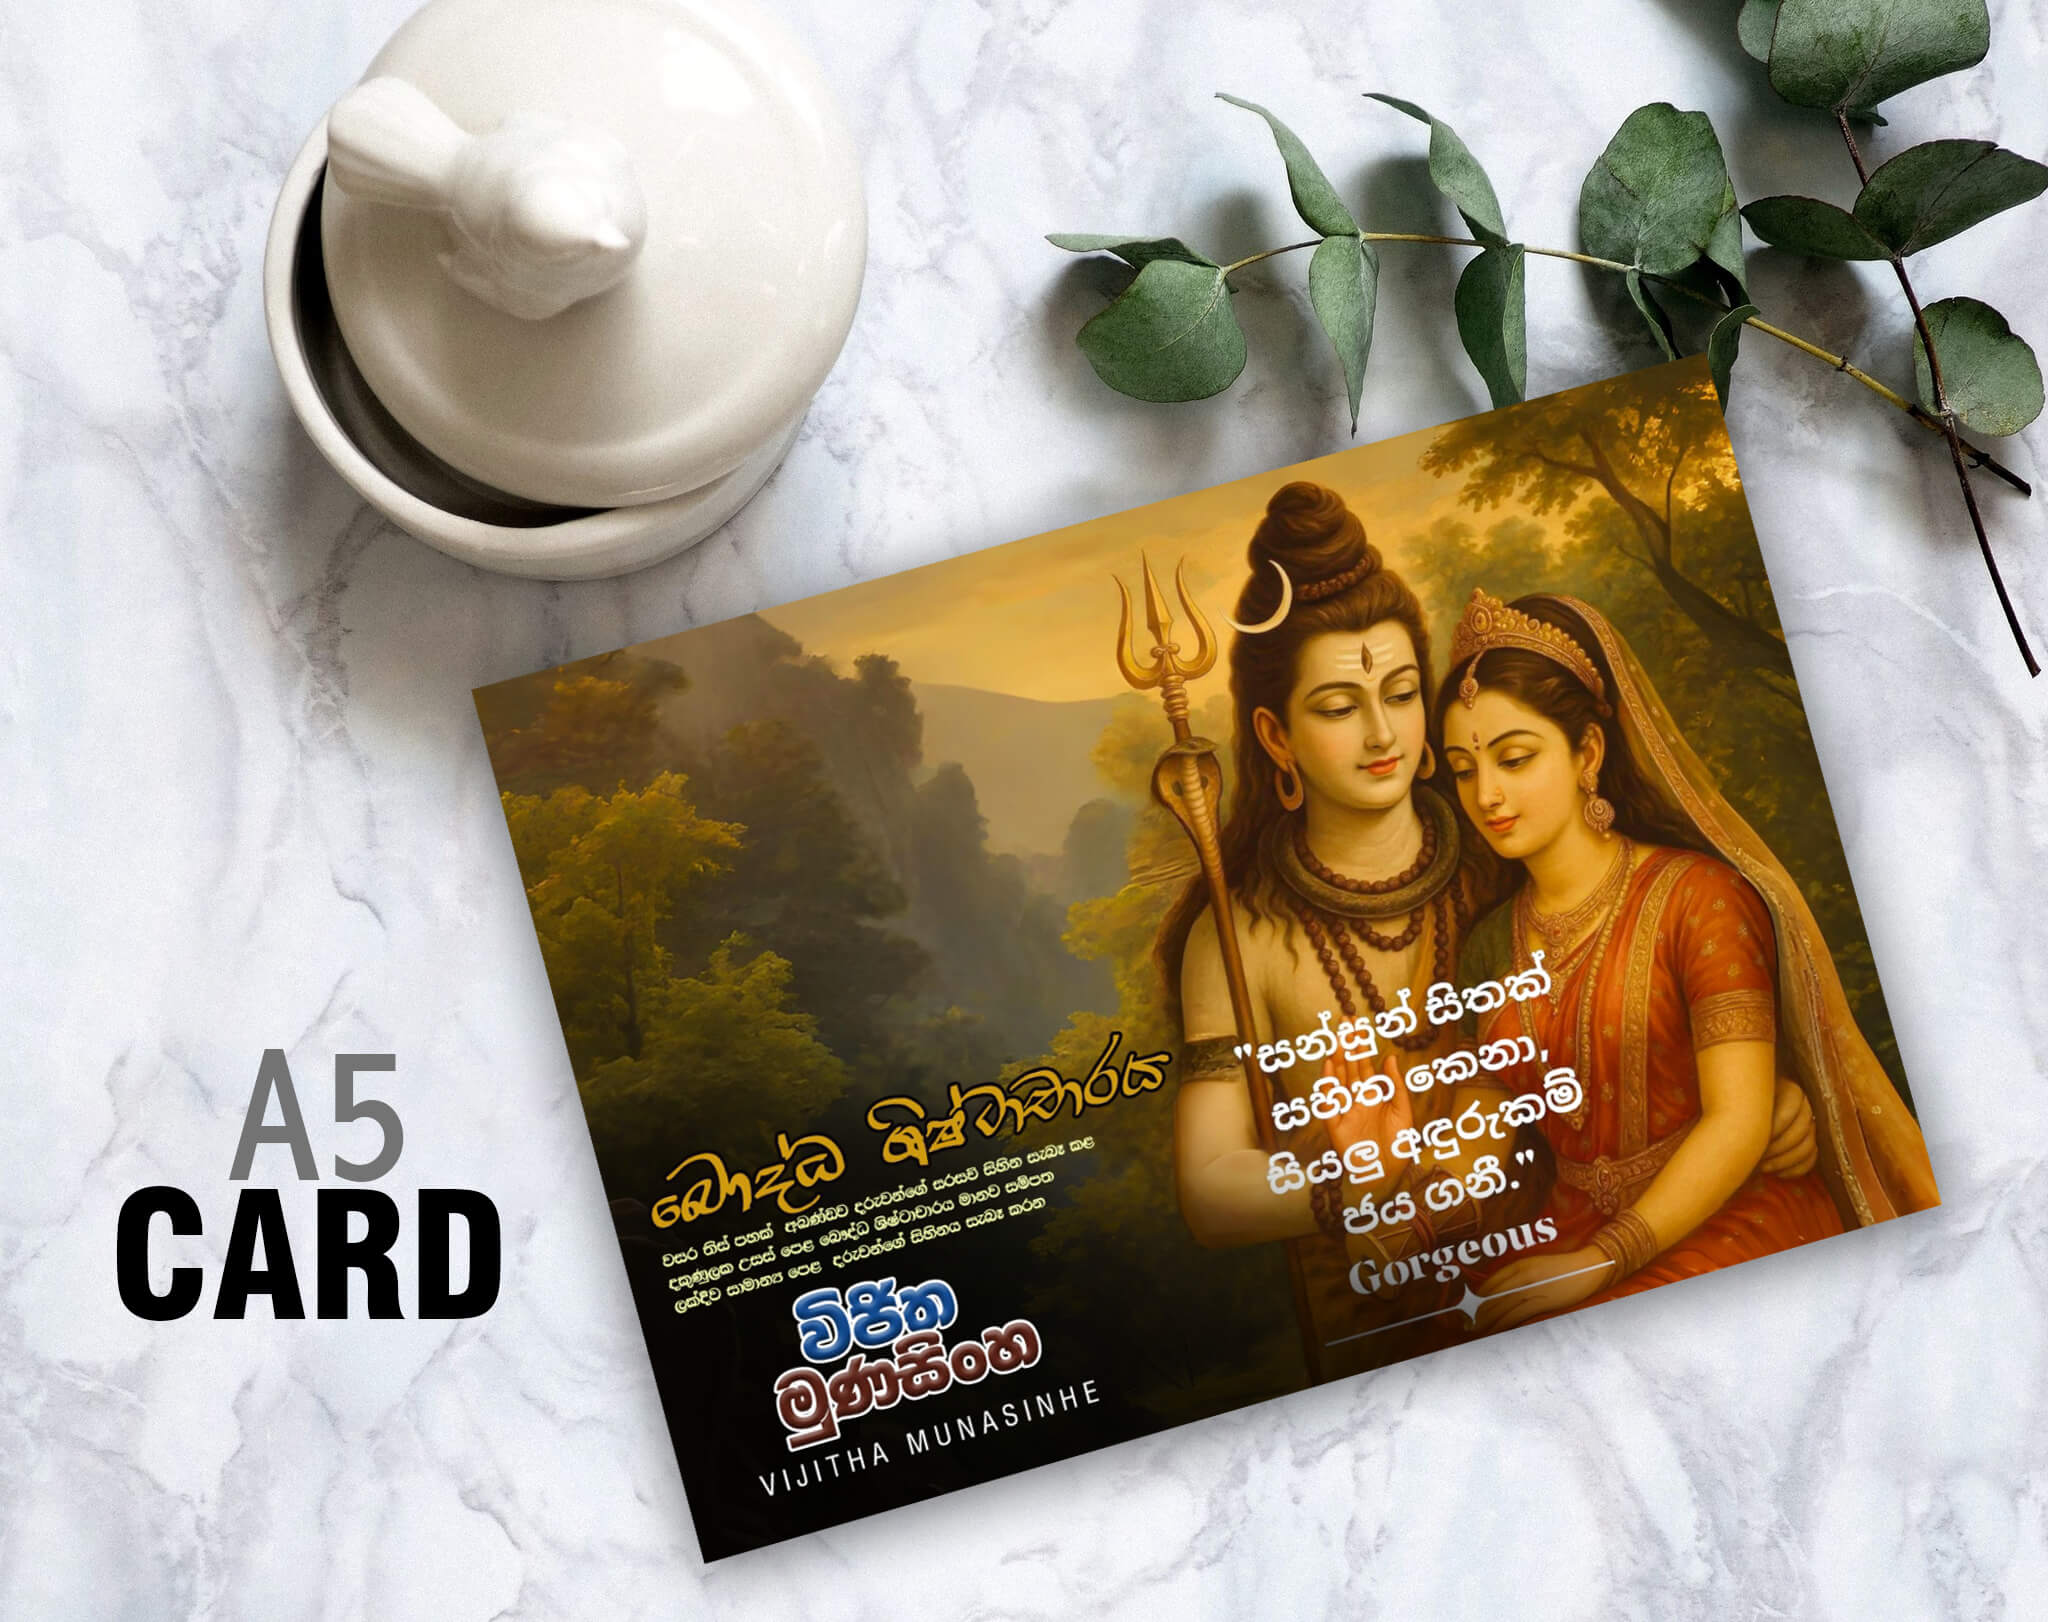 A5
CARD
බෞද්ධ ශිෂ්ටාචාරය
වසර තිස් පහක් අඛණ්ඩව දරුවන්ගේ සරසවි සිහින සැබෑ කළ
දකුණුලක උසස් පෙළ බෞද්ධ ශිෂ්ටාචාරය මානව සම්පත
ලක්දිව සාමාන්‍ය පෙළ දරුවන්ගේ සිහිනය සැබෑ කරන
විජිත
මුණසිංහ
VIJITHA MUNASINHE
"සන්සුන් සිතක්
සහිත කෙනා,
සියලු අඳුරුකම්
ජය ගනී."
Gorgeous